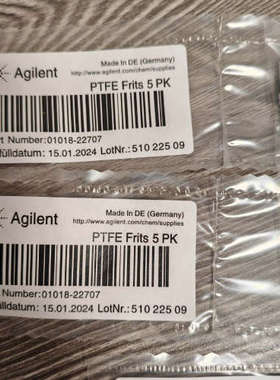 Agilent
Made In DE (Germany)
http://www.agilent.com/chem/supplies
PTFE Frits 5 PK
Number:01018-22707
fülldatum: 15.01.2024 LotNr.: 510 225 09
Agilent
Made In DE (Germany)
http://www.agilent.com/chem/supplies
PTFE Frits 5 PK
Number:01018-22707
lldatum: 15.01.2024 LotNr.: 510 225 09